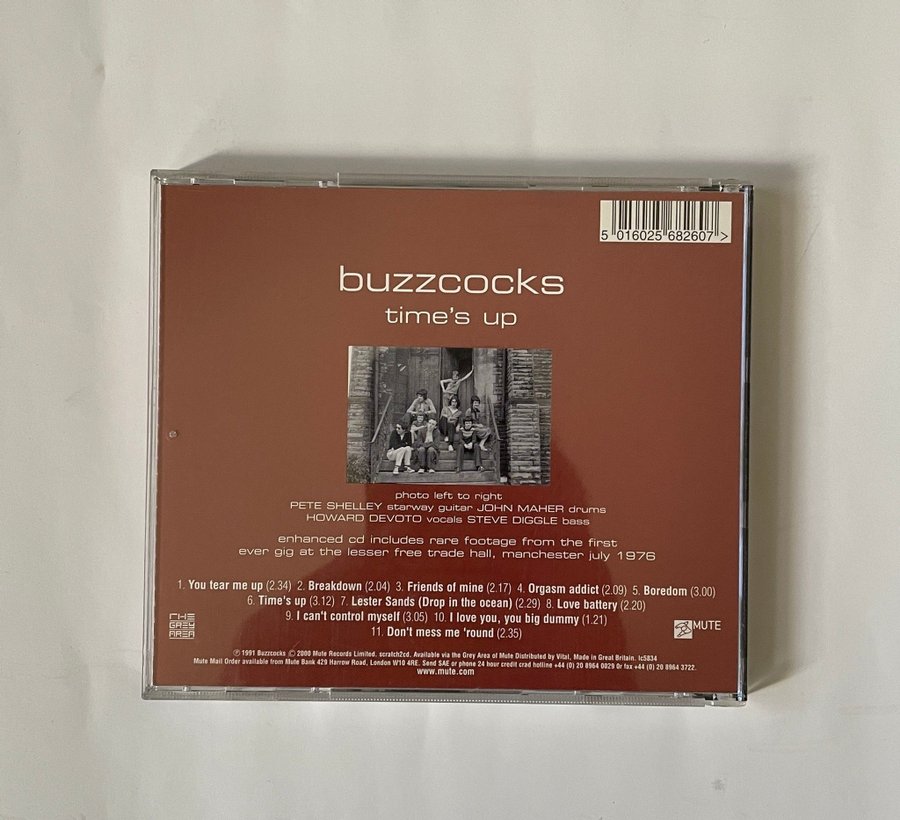 5 016025 682607 >
buzzcocks
time's up
photo left to right
PETE SHELLEY starway guitar JOHN MAHER drums
HOWARD DEVOTO vocals STEVE DIGGLE bass
enhanced cd includes rare footage from the first
ever gig at the lesser free trade hall, manchester july 1976
1. You tear me up (2.34) 2. Breakdown (2.04) 3. Friends of mine (2.17) 4. Orgasm addict (2.09) 5. Boredom (3.00)
6. Time's up (3.12) 7. Lester Sands (Drop in the ocean) (2.29) 8. Love battery (2.20)
9. I can't control myself (3.05) 10. I love you, you big dummy (1.21)
11. Don't mess me 'round (2.35)
THE
GREY
AREA
MUTE
℗ 1991 Buzzcocks © 2000 Mute Records Limited. scratch2cd. Available via the Grey Area of Mute Distributed by Vital, Made in Great Britain. lc5834
Mute Mail Order available from Mute Bank 429 Harrow Road, London W10 4RE. Send SAE or phone 24 hour credit crad holline +44 (0) 20 8964 0029 0r fax +44 (0) 20 8964 3722.
www.mute.com